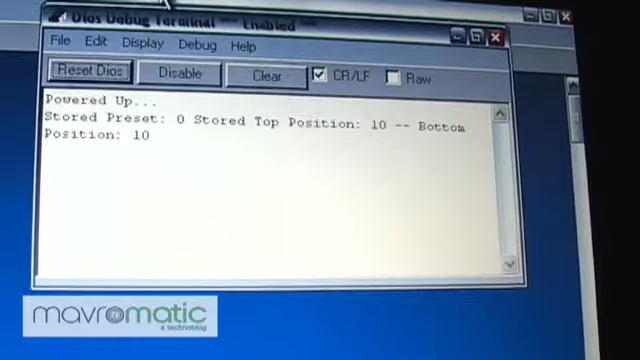 Dios Debug Terminal --- Enabled ---
File Edit Display Debug Help
Reset Dios Disable Clear CR/LF Raw
Powered Up...
Stored Preset: 0 Stored Top Position: 10 -- Bottom
Position: 10
mavromatic
a technoblog